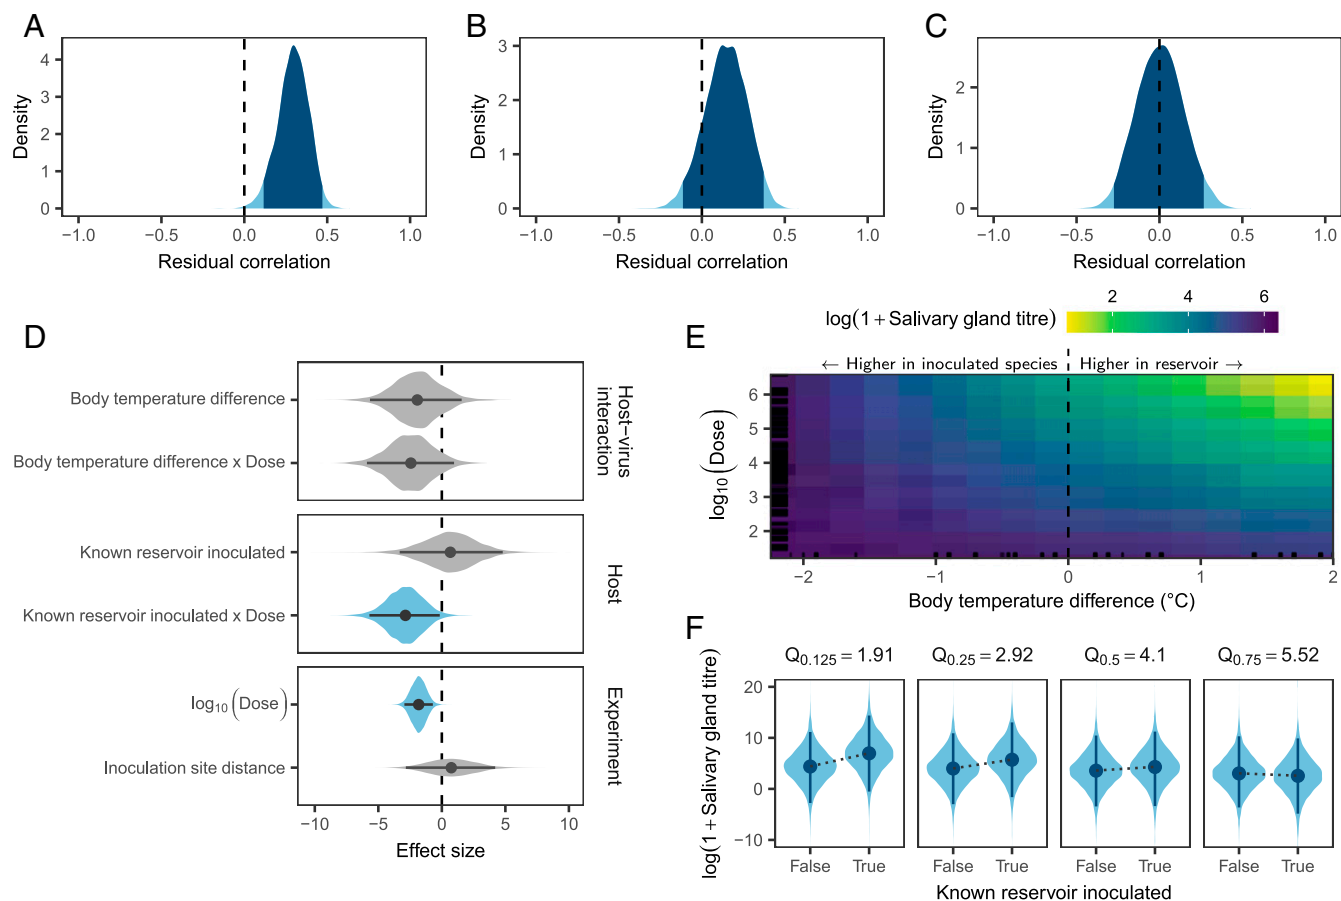 A
B
C
Density
4
3
2
1
0
−1.0 −0.5 0.0 0.5 1.0
Residual correlation
Density
3
2
1
0
−1.0 −0.5 0.0 0.5 1.0
Residual correlation
Density
2
1
0
−1.0 −0.5 0.0 0.5 1.0
Residual correlation
D
Body temperature difference
Body temperature difference x Dose
Host−virus
interaction
Known reservoir inoculated
Known reservoir inoculated x Dose
Host
log10(Dose)
Inoculation site distance
Experiment
−10 −5 0 5 10
Effect size
log(1 + Salivary gland titre)
2 4 6
E
← Higher in inoculated species
Higher in reservoir →
log10(Dose)
6
5
4
3
2
−2 −1 0 1 2
Body temperature difference (°C)
F
log(1 + Salivary gland titre)
Q0.125 = 1.91
Q0.25 = 2.92
Q0.5 = 4.1
Q0.75 = 5.52
20
10
0
−10
False True
False True
False True
False True
Known reservoir inoculated